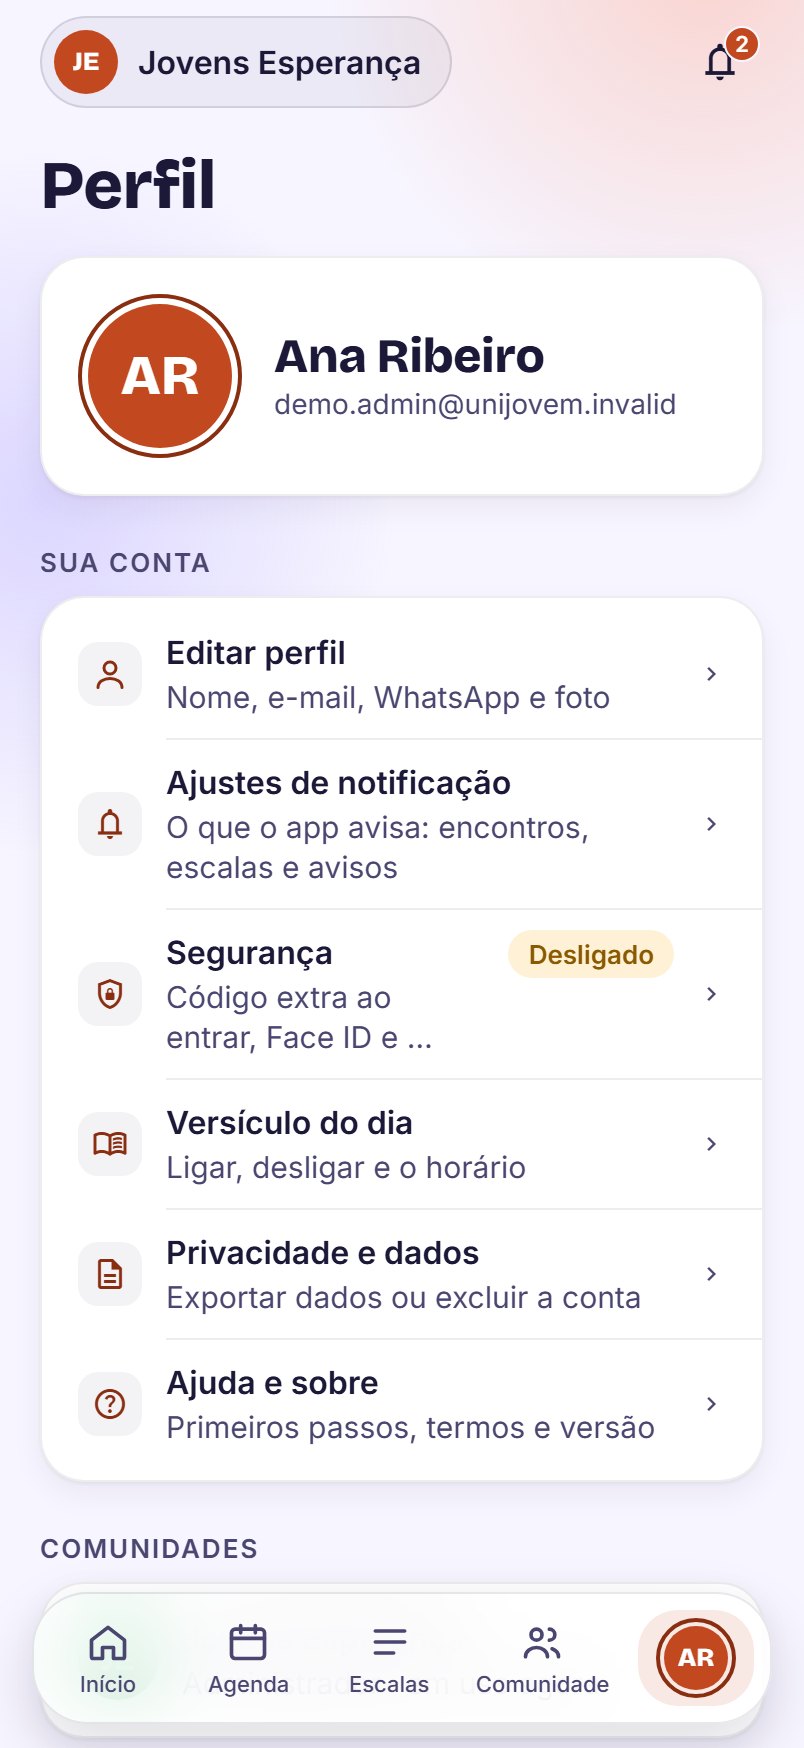 JE
Jovens Esperança
2
Perfil
AR
Ana Ribeiro
demo.admin@unijovem.invalid
SUA CONTA
Editar perfil
Nome, e-mail, WhatsApp e foto
Ajustes de notificação
O que o app avisa: encontros,
escalas e avisos
Segurança
Desligado
Código extra ao
entrar, Face ID e ...
Versículo do dia
Ligar, desligar e o horário
Privacidade e dados
Exportar dados ou excluir a conta
Ajuda e sobre
Primeiros passos, termos e versão
COMUNIDADES
Início
Agenda
Escalas
Comunidade
AR